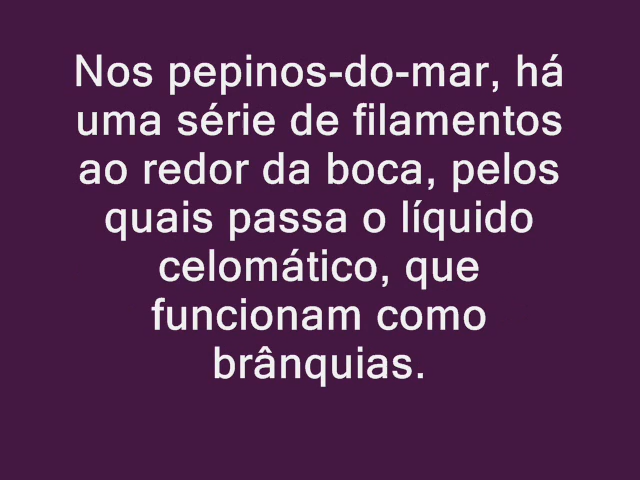 Nos pepinos-do-mar, há
uma série de filamentos
ao redor da boca, pelos
quais passa o líquido
celomático, que
funcionam como
brânquias.